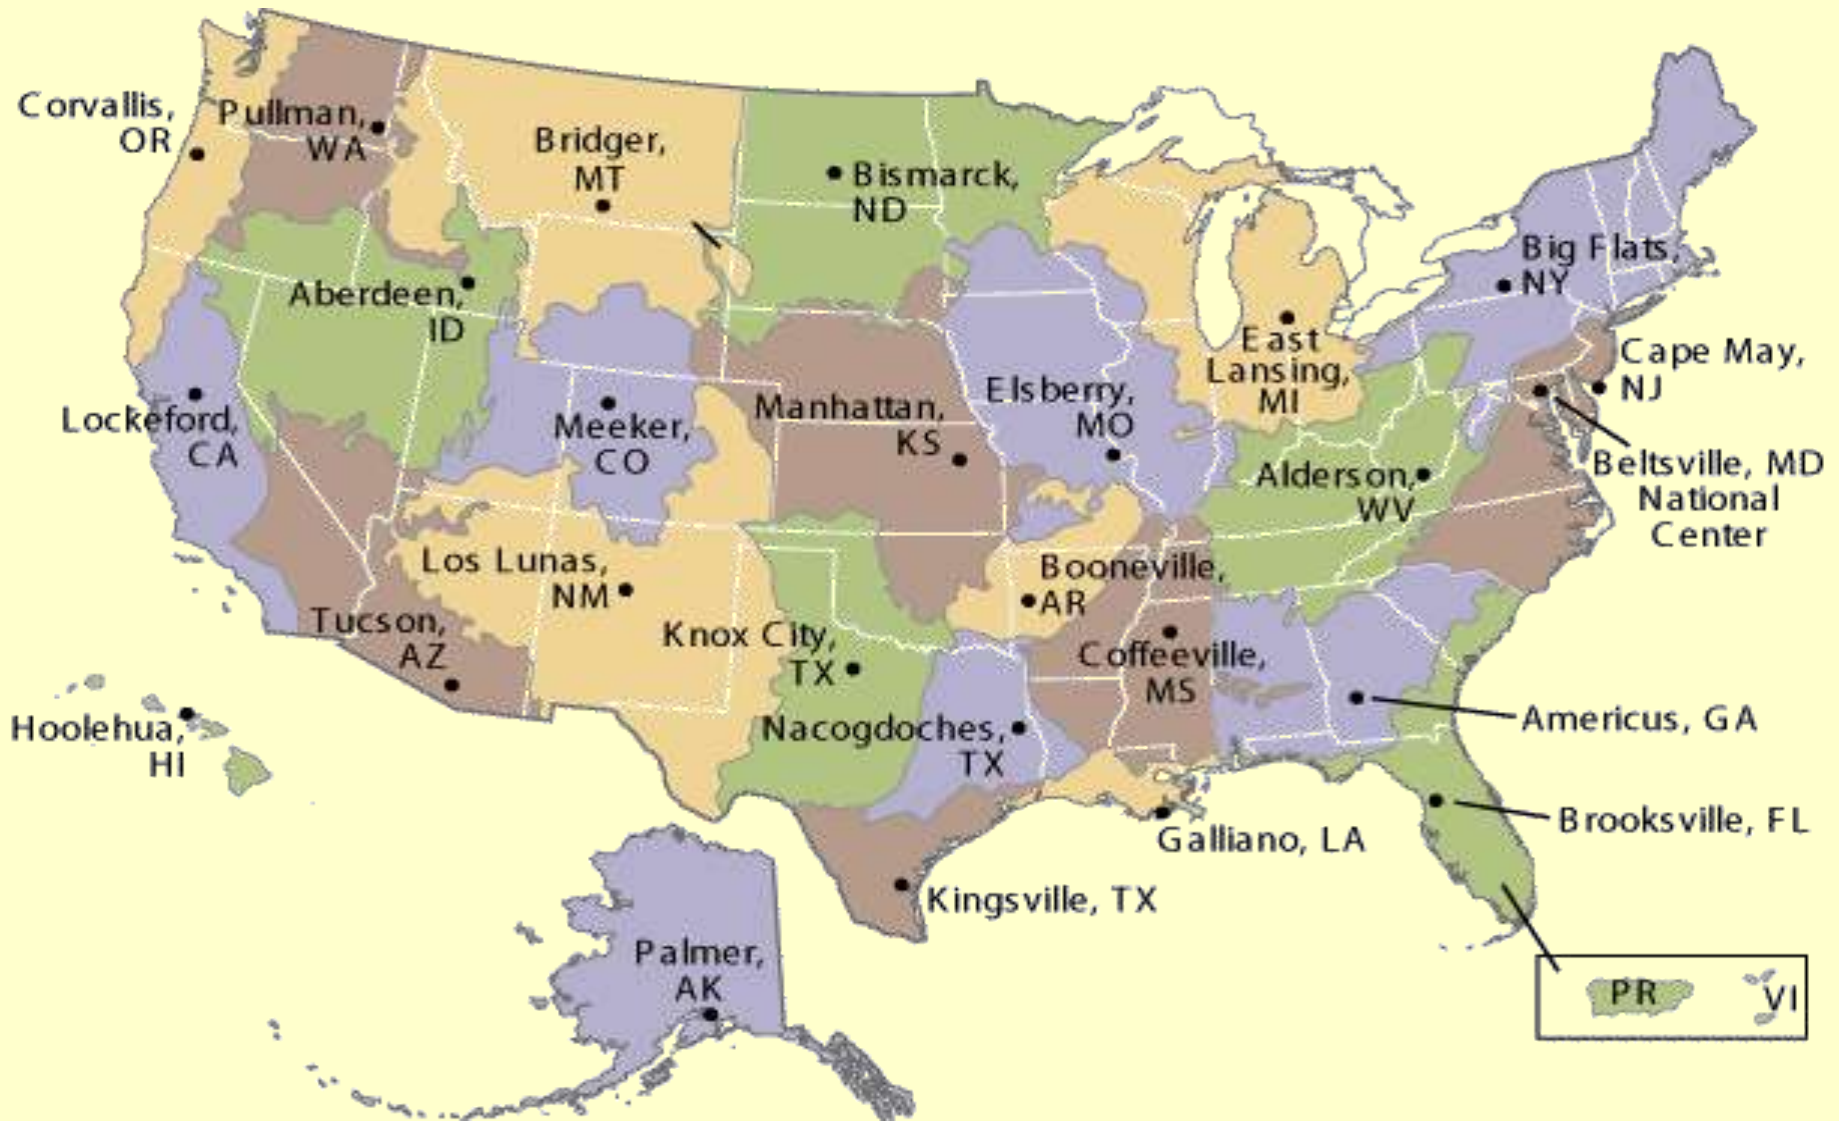 Corvallis,
OR
Pullman,
WA
Bridger,
MT
Bismarck,
ND
Big Flats,
NY
Aberdeen,
ID
East
Lansing,
MI
Cape May,
NJ
Lockeford,
CA
Meeker,
CO
Manhattan,
KS
Elsberry,
MO
Beltsville, MD
National
Center
Alderson,
WV
Los Lunas,
NM
Booneville,
AR
Tucson,
AZ
Knox City,
TX
Coffeeville,
MS
Hoolehua,
HI
Nacogdoches,
TX
Americus, GA
Brooksville, FL
Galliano, LA
Kingsville, TX
Palmer,
AK
PR
VI